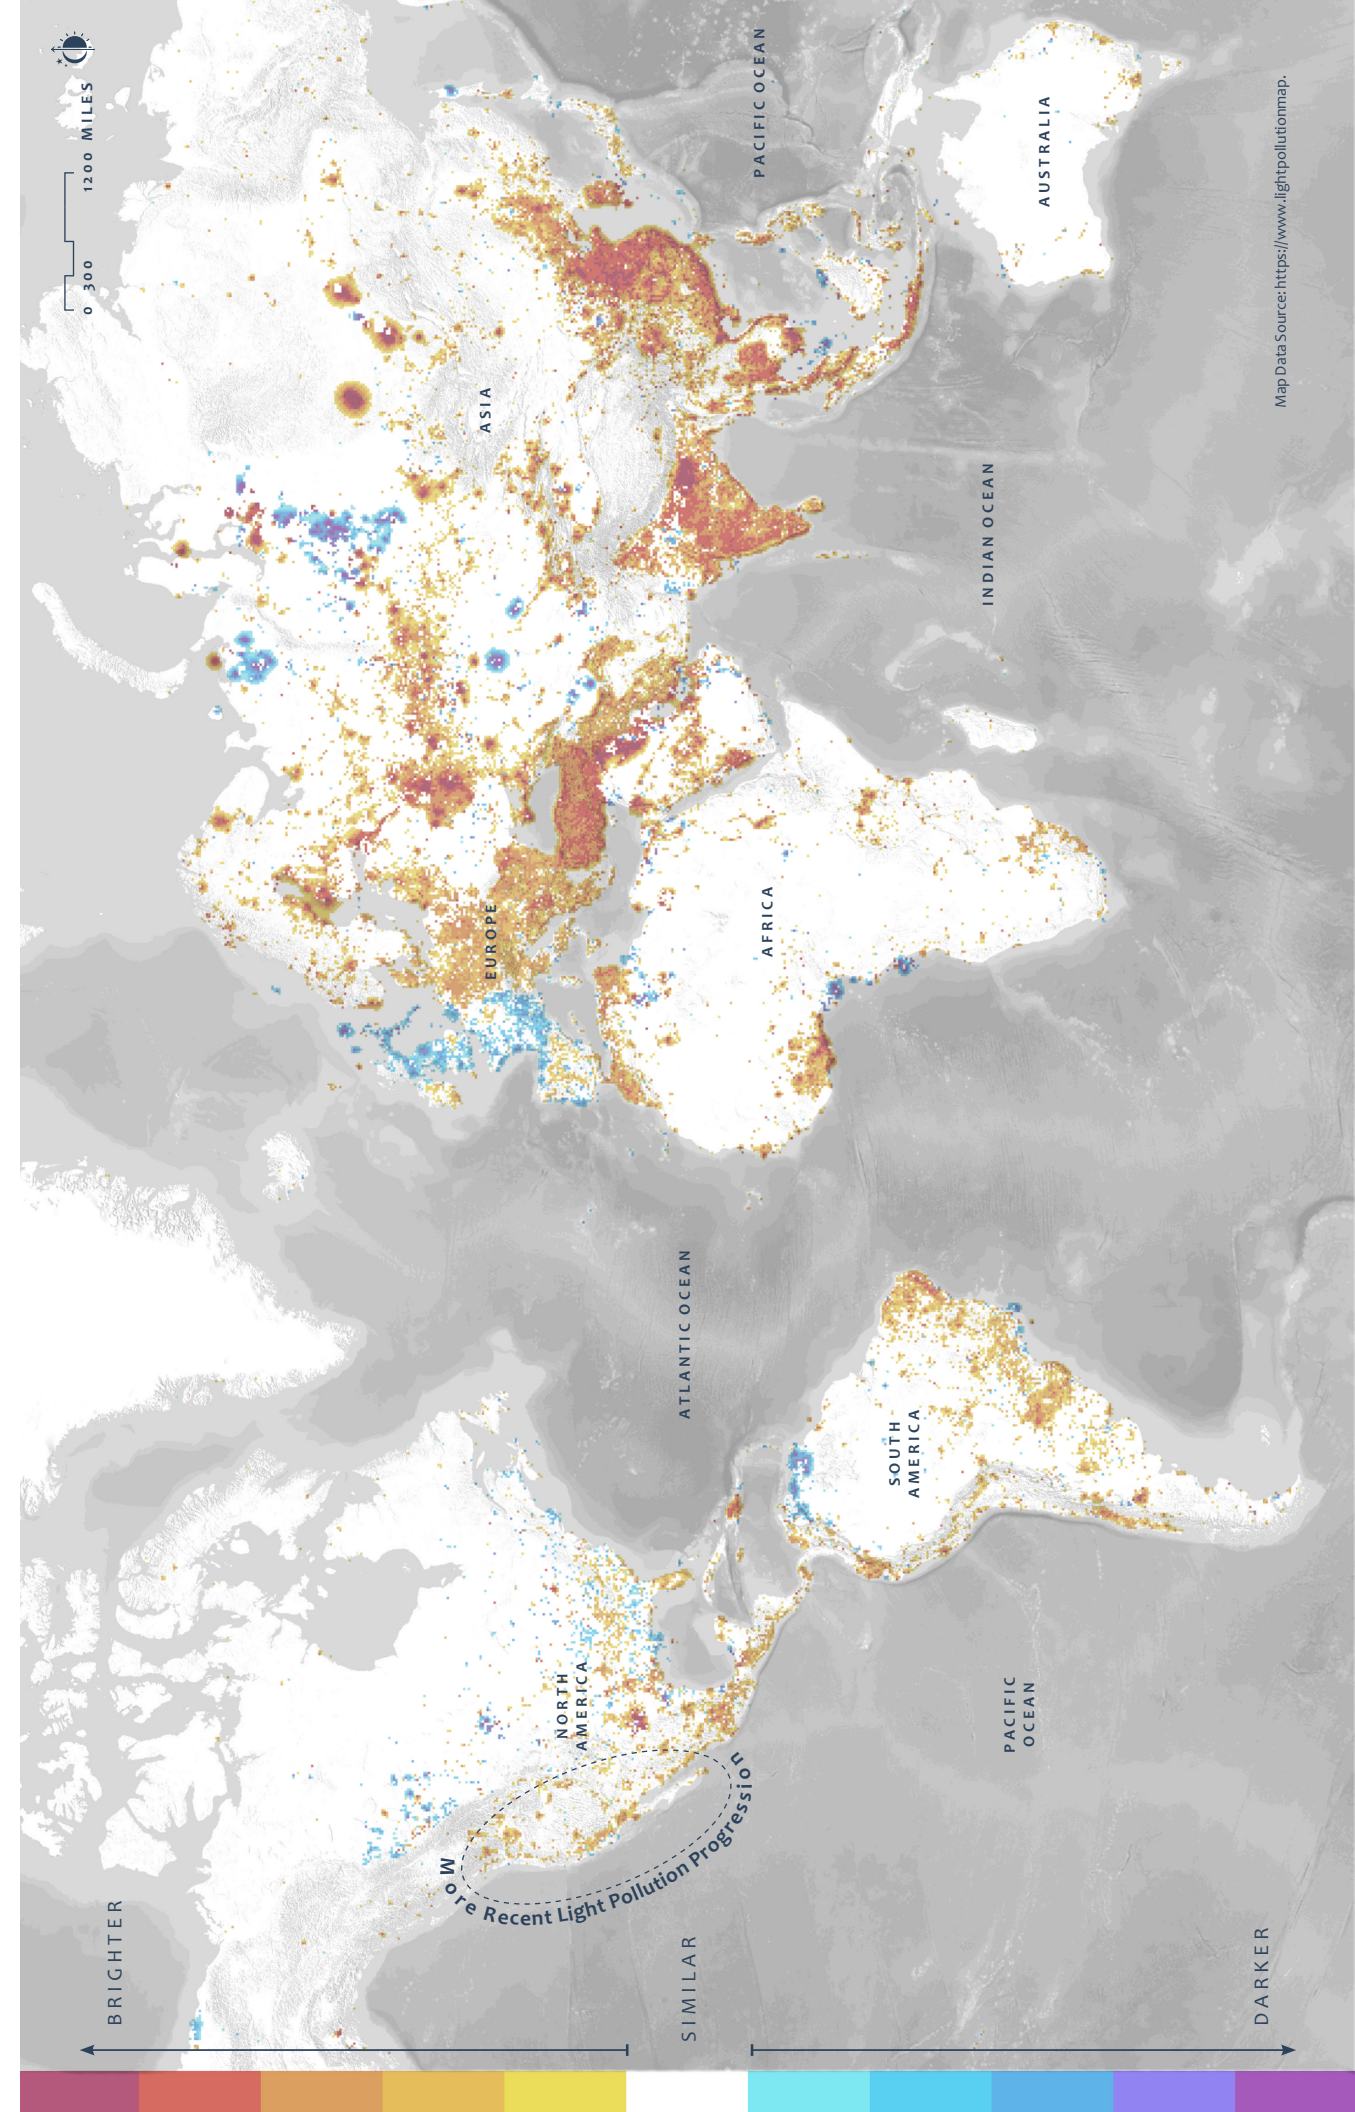 BRIGHTER
SIMILAR
DARKER
More Recent Light Pollution Progression
NORTH
AMERICA
SOUTH
AMERICA
PACIFIC
OCEAN
ATLANTIC OCEAN
EUROPE
AFRICA
ASIA
INDIAN OCEAN
PACIFIC OCEAN
AUSTRALIA
0 300 1200 MILES
Map Data Source: https://www.lightpollutionmap.